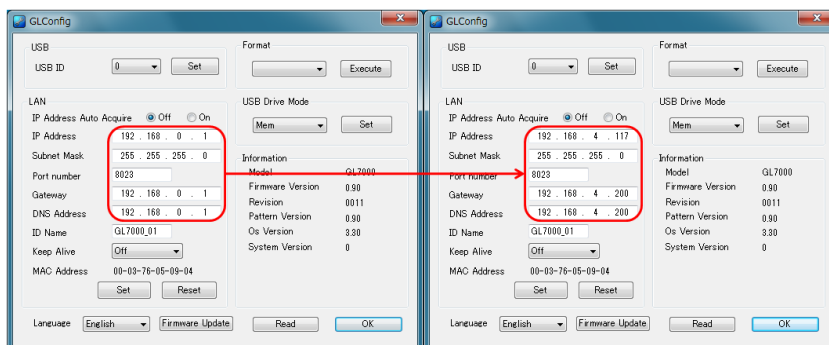 GLConfig
USB
USB ID 0 Set
Format
Execute
LAN
IP Address Auto Acquire Off On
IP Address 192 . 168 . 0 . 1
Subnet Mask 255 . 255 . 255 . 0
Port number 8023
Gateway 192 . 168 . 0 . 1
DNS Address 192 . 168 . 0 . 1
ID Name GL7000_01
Keep Alive Off
MAC Address 00-03-76-05-09-04
Set Reset
USB Drive Mode
Mem Set
Information
Model GL7000
Firmware Version 0.90
Revision 0011
Pattern Version 0.90
Os Version 3.30
System Version 0
Language English Firmware Update Read OK
GLConfig
USB
USB ID 0 Set
Format
Execute
LAN
IP Address Auto Acquire Off On
IP Address 192 . 168 . 4 . 117
Subnet Mask 255 . 255 . 255 . 0
Port number 8023
Gateway 192 . 168 . 4 . 200
DNS Address 192 . 168 . 4 . 200
ID Name GL7000_01
Keep Alive Off
MAC Address 00-03-76-05-09-04
Set Reset
USB Drive Mode
Mem Set
Information
Model GL7000
Firmware Version 0.90
Revision 0011
Pattern Version 0.90
Os Version 3.30
System Version 0
Language English Firmware Update Read OK